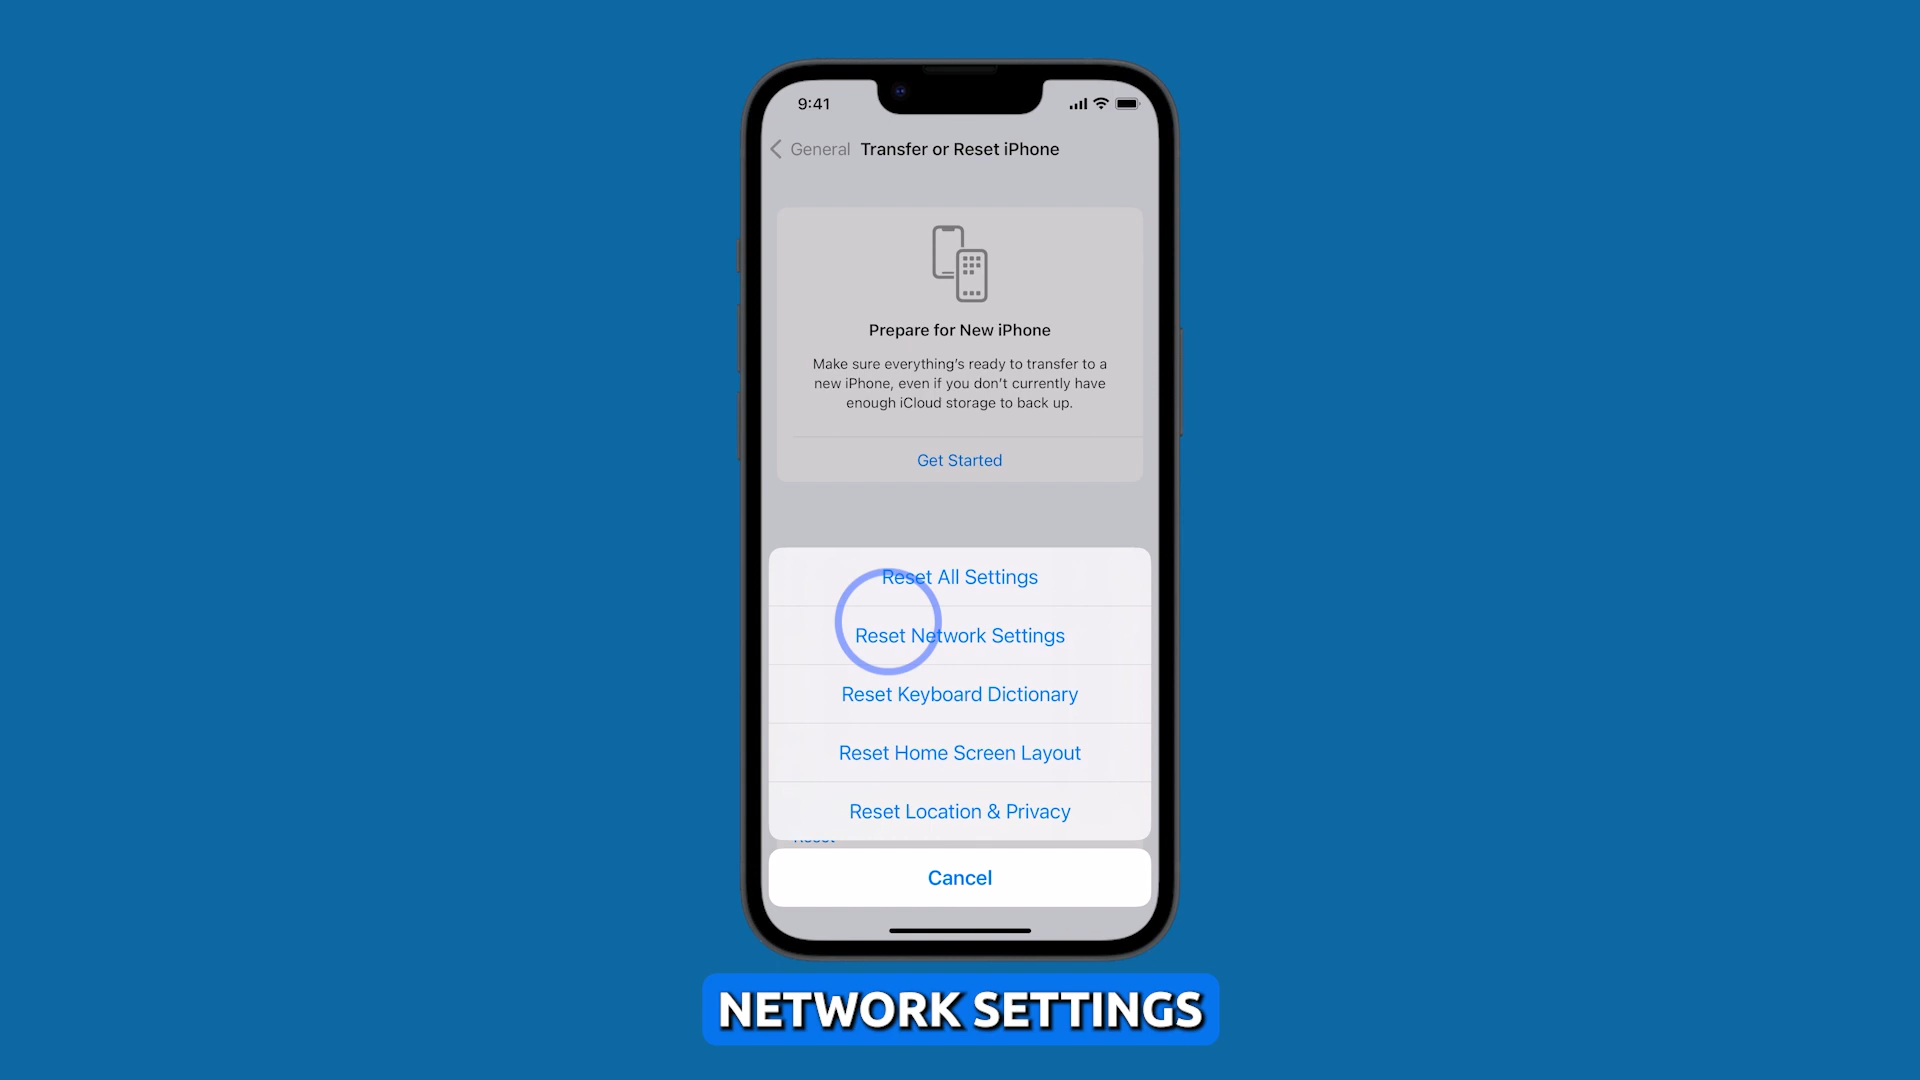 9:41
General Transfer or Reset iPhone
Prepare for New iPhone
Make sure everything's ready to transfer to a
new iPhone, even if you don't currently have
enough iCloud storage to back up.
Get Started
Reset All Settings
Reset Network Settings
Reset Keyboard Dictionary
Reset Home Screen Layout
Reset Location & Privacy
Reset
Cancel
NETWORK SETTINGS